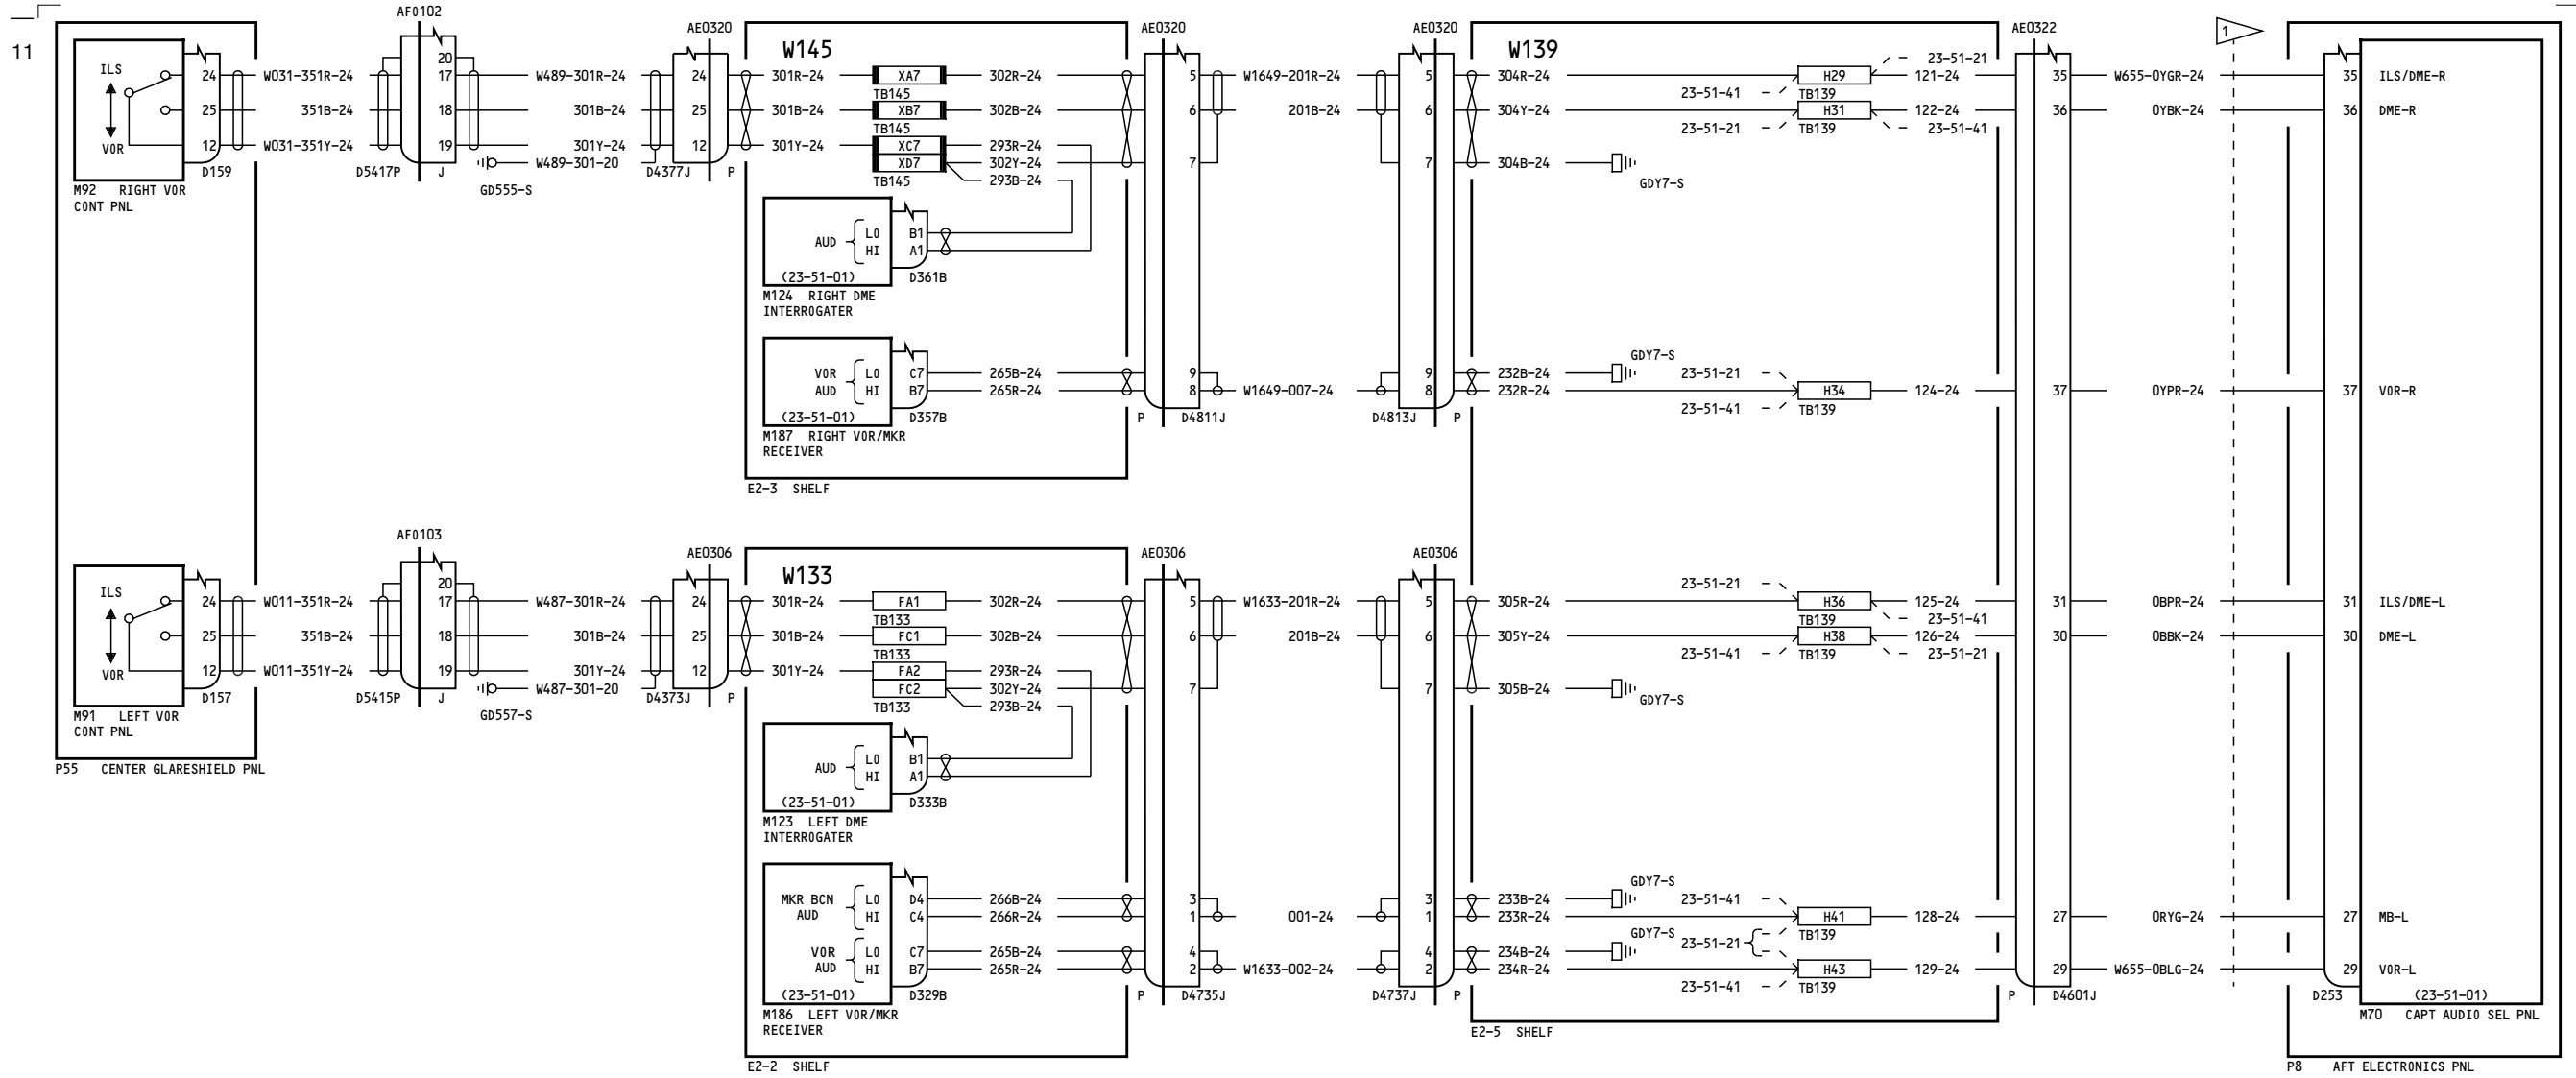 11
AF0102
AE0320
W145
AE0320
AE0320
W139
AE0322
1
ILS
VOR
24
25
12
D159
M92 RIGHT VOR
CONT PNL
W031-351R-24
351B-24
W031-351Y-24
20
17
18
19
D5417P
J
GD555-S
W489-301R-24
301B-24
301Y-24
W489-301-20
24
25
12
D4377J
P
301R-24
301B-24
301Y-24
XA7
TB145
XB7
TB145
XC7
XD7
TB145
302R-24
302B-24
293R-24
302Y-24
293B-24
AUD
LO
HI
B1
A1
(23-51-01)
D361B
M124 RIGHT DME
INTERROGATER
VOR
AUD
LO
HI
C7
B7
(23-51-01)
D357B
M187 RIGHT VOR/MKR
RECEIVER
265B-24
265R-24
E2-3 SHELF
5
6
7
9
8
P
D4811J
W1649-201R-24
201B-24
W1649-007-24
5
6
7
9
8
D4813J
P
304R-24
304Y-24
304B-24
GDY7-S
232B-24
232R-24
GDY7-S
23-51-41
23-51-21
H29
TB139
H31
TB139
23-51-21
121-24
122-24
23-51-41
23-51-21
23-51-41
H34
TB139
124-24
35
36
37
W655-OYGR-24
OYBK-24
OYPR-24
35
36
37
ILS/DME-R
DME-R
VOR-R
AF0103
AE0306
W133
AE0306
AE0306
ILS
VOR
24
25
12
D157
M91 LEFT VOR
CONT PNL
P55 CENTER GLARESHIELD PNL
W011-351R-24
351B-24
W011-351Y-24
20
17
18
19
D5415P
J
GD557-S
W487-301R-24
301B-24
301Y-24
W487-301-20
24
25
12
D4373J
P
301R-24
301B-24
301Y-24
FA1
TB133
FC1
TB133
FA2
FC2
TB133
302R-24
302B-24
293R-24
302Y-24
293B-24
AUD
LO
HI
B1
A1
(23-51-01)
D333B
M123 LEFT DME
INTERROGATER
MKR BCN
AUD
LO
HI
D4
C4
VOR
AUD
LO
HI
C7
B7
(23-51-01)
D329B
M186 LEFT VOR/MKR
RECEIVER
266B-24
266R-24
265B-24
265R-24
E2-2 SHELF
5
6
7
3
1
4
2
P
D4735J
W1633-201R-24
201B-24
001-24
W1633-002-24
5
6
7
3
1
4
2
D4737J
P
305R-24
305Y-24
305B-24
GDY7-S
233B-24
233R-24
234B-24
234R-24
GDY7-S
GDY7-S
23-51-21
23-51-41
H36
TB139
H38
TB139
125-24
23-51-41
126-24
23-51-21
23-51-41
23-51-21
23-51-41
H41
TB139
H43
TB139
128-24
129-24
E2-5 SHELF
31
30
27
29
P
D4601J
OBPR-24
OBBK-24
ORYG-24
W655-OBLG-24
31
30
27
29
ILS/DME-L
DME-L
MB-L
VOR-L
D253
(23-51-01)
M70 CAPT AUDIO SEL PNL
P8 AFT ELECTRONICS PNL